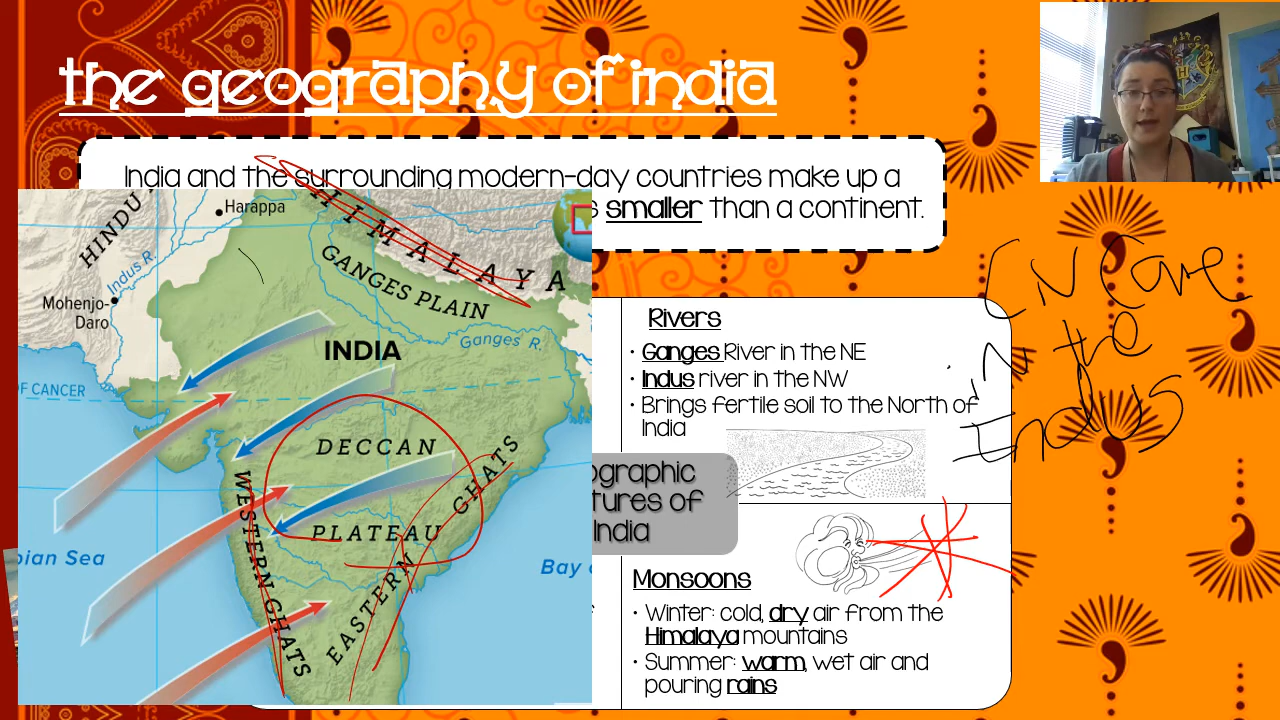 the geography of india
India and the surrounding modern-day countries make up a
smaller than a continent.
HIMALAYA
HINDU
Harappa
Indus R.
Mohenjo-
Daro
GANGES PLAIN
Ganges R.
INDIA
OF CANCER
DECCAN
PLATEAU
WESTERN GHATS
EASTERN GHATS
bian Sea
Bay
Rivers
• Ganges River in the NE
• Indus river in the NW
• Brings fertile soil to the North of
India
ographic
tures of
India
Monsoons
• Winter: cold, dry air from the
Himalaya mountains
• Summer: warm, wet air and
pouring rains
in the
Indus